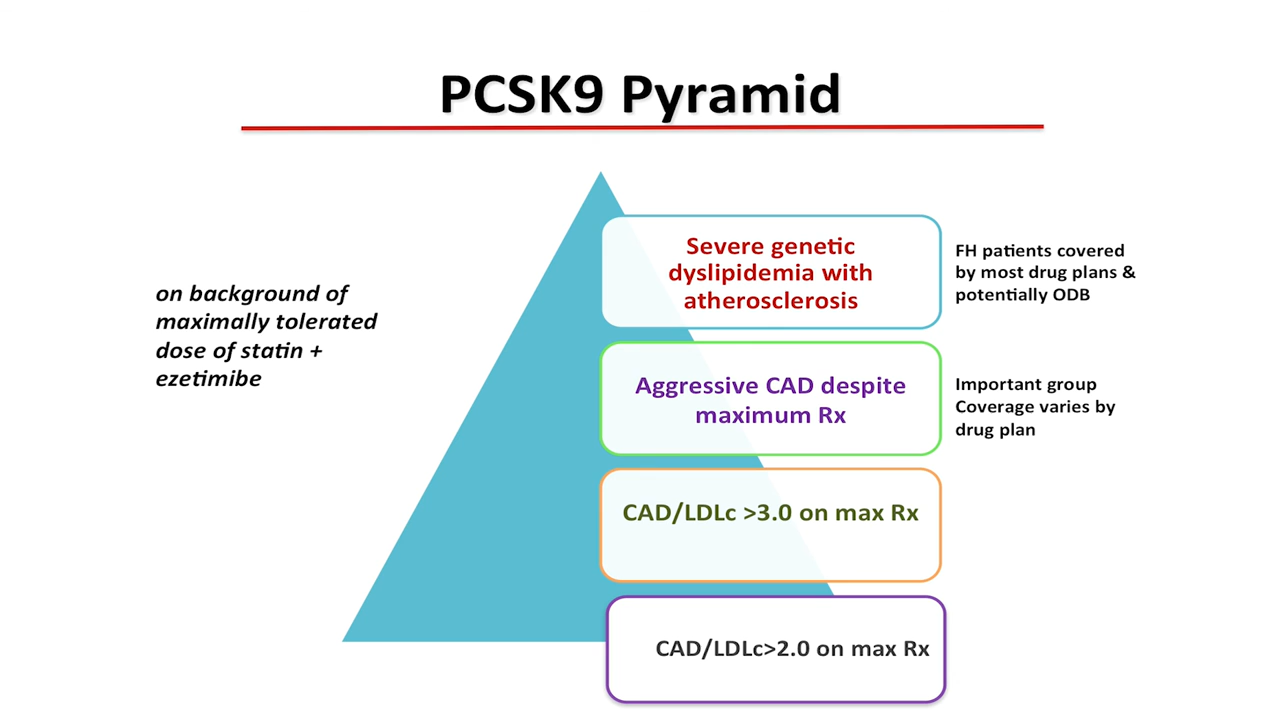 PCSK9 Pyramid
on background of
maximally tolerated
dose of statin +
ezetimibe
Severe genetic
dyslipidemia with
atherosclerosis
FH patients covered
by most drug plans &
potentially ODB
Aggressive CAD despite
maximum Rx
Important group
Coverage varies by
drug plan
CAD/LDLc >3.0 on max Rx
CAD/LDLc>2.0 on max Rx